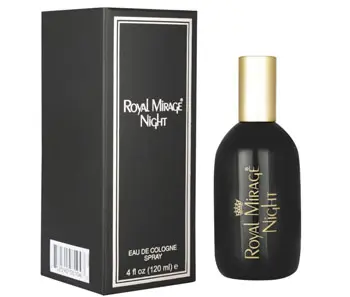 ROYAL MIRAGE®
NIGHT
EAU DE COLOGNE
SPRAY
4 fl oz (120 ml) e
ROYAL MIRAGE®
NIGHT